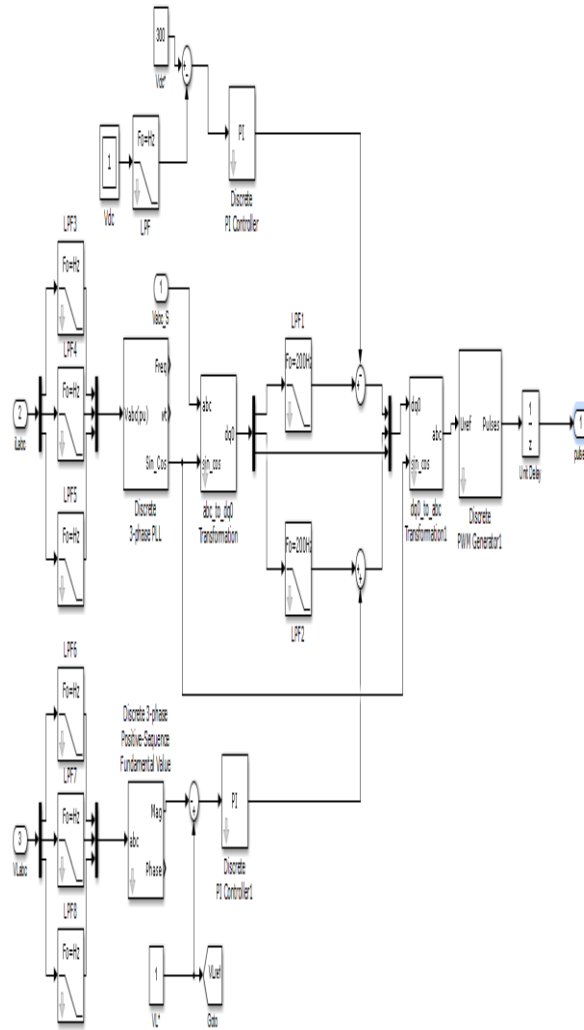 300
Vdc*
Fo=Hz
1
Vdc
LPF
PI
Discrete
PI Controller
LPF3
Fo=Hz
LPF4
Fo=Hz
2
iLabc
LPF5
Fo=Hz
1
Vabc_S
Freq
Vabc(pu)
wt
Sin_Cos
Discrete
3-phase PLL
abc
dq0
sin_cos
abc_to_dq0
Transformation
LPF1
Fo=200Hz
Fo=200Hz
LPF2
dq0
abc
sin_cos
dq0_to_abc
Transformation1
Uref
Pulses
Discrete
PWM Generator1
1
z
Unit Delay
1
pulse
LPF6
Fo=Hz
LPF7
Fo=Hz
3
VLabc
LPF8
Fo=Hz
Discrete 3-phase
Positive-Sequence
Fundamental Value
Mag
abc
Phase
PI
Discrete
PI Controller1
1
VL*
VLref
Goto